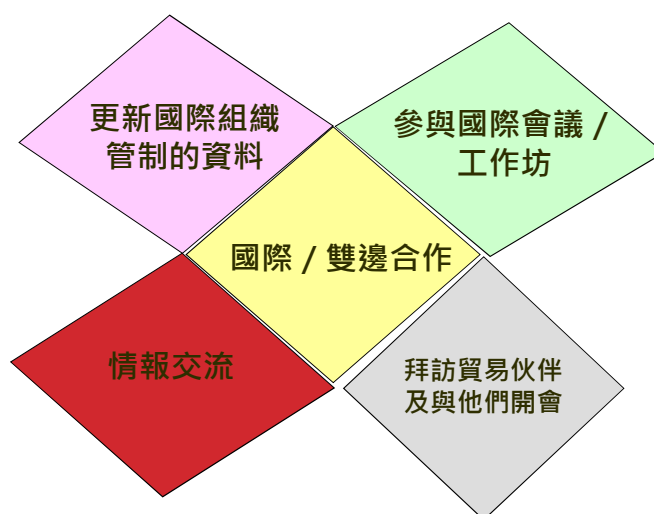 更新國際組織
管制的資料
參與國際會議 /
工作坊
國際 / 雙邊合作
情報交流
拜訪貿易伙伴
及與他們開會